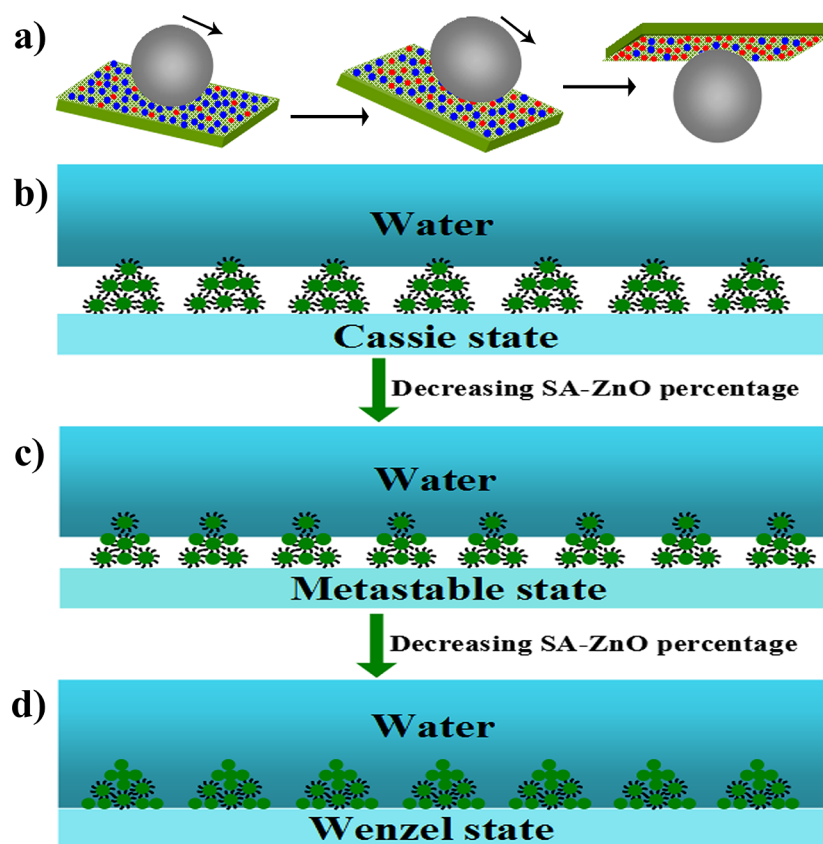 a)
b)
Water
Cassie state
Decreasing SA-ZnO percentage
c)
Water
Metastable state
Decreasing SA-ZnO percentage
d)
Water
Wenzel state